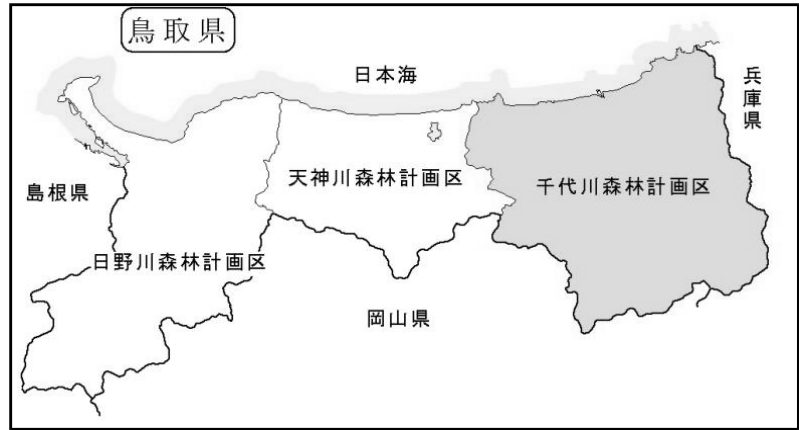 鳥取県
日本海
兵庫県
島根県
天神川森林計画区
千代川森林計画区
日野川森林計画区
岡山県